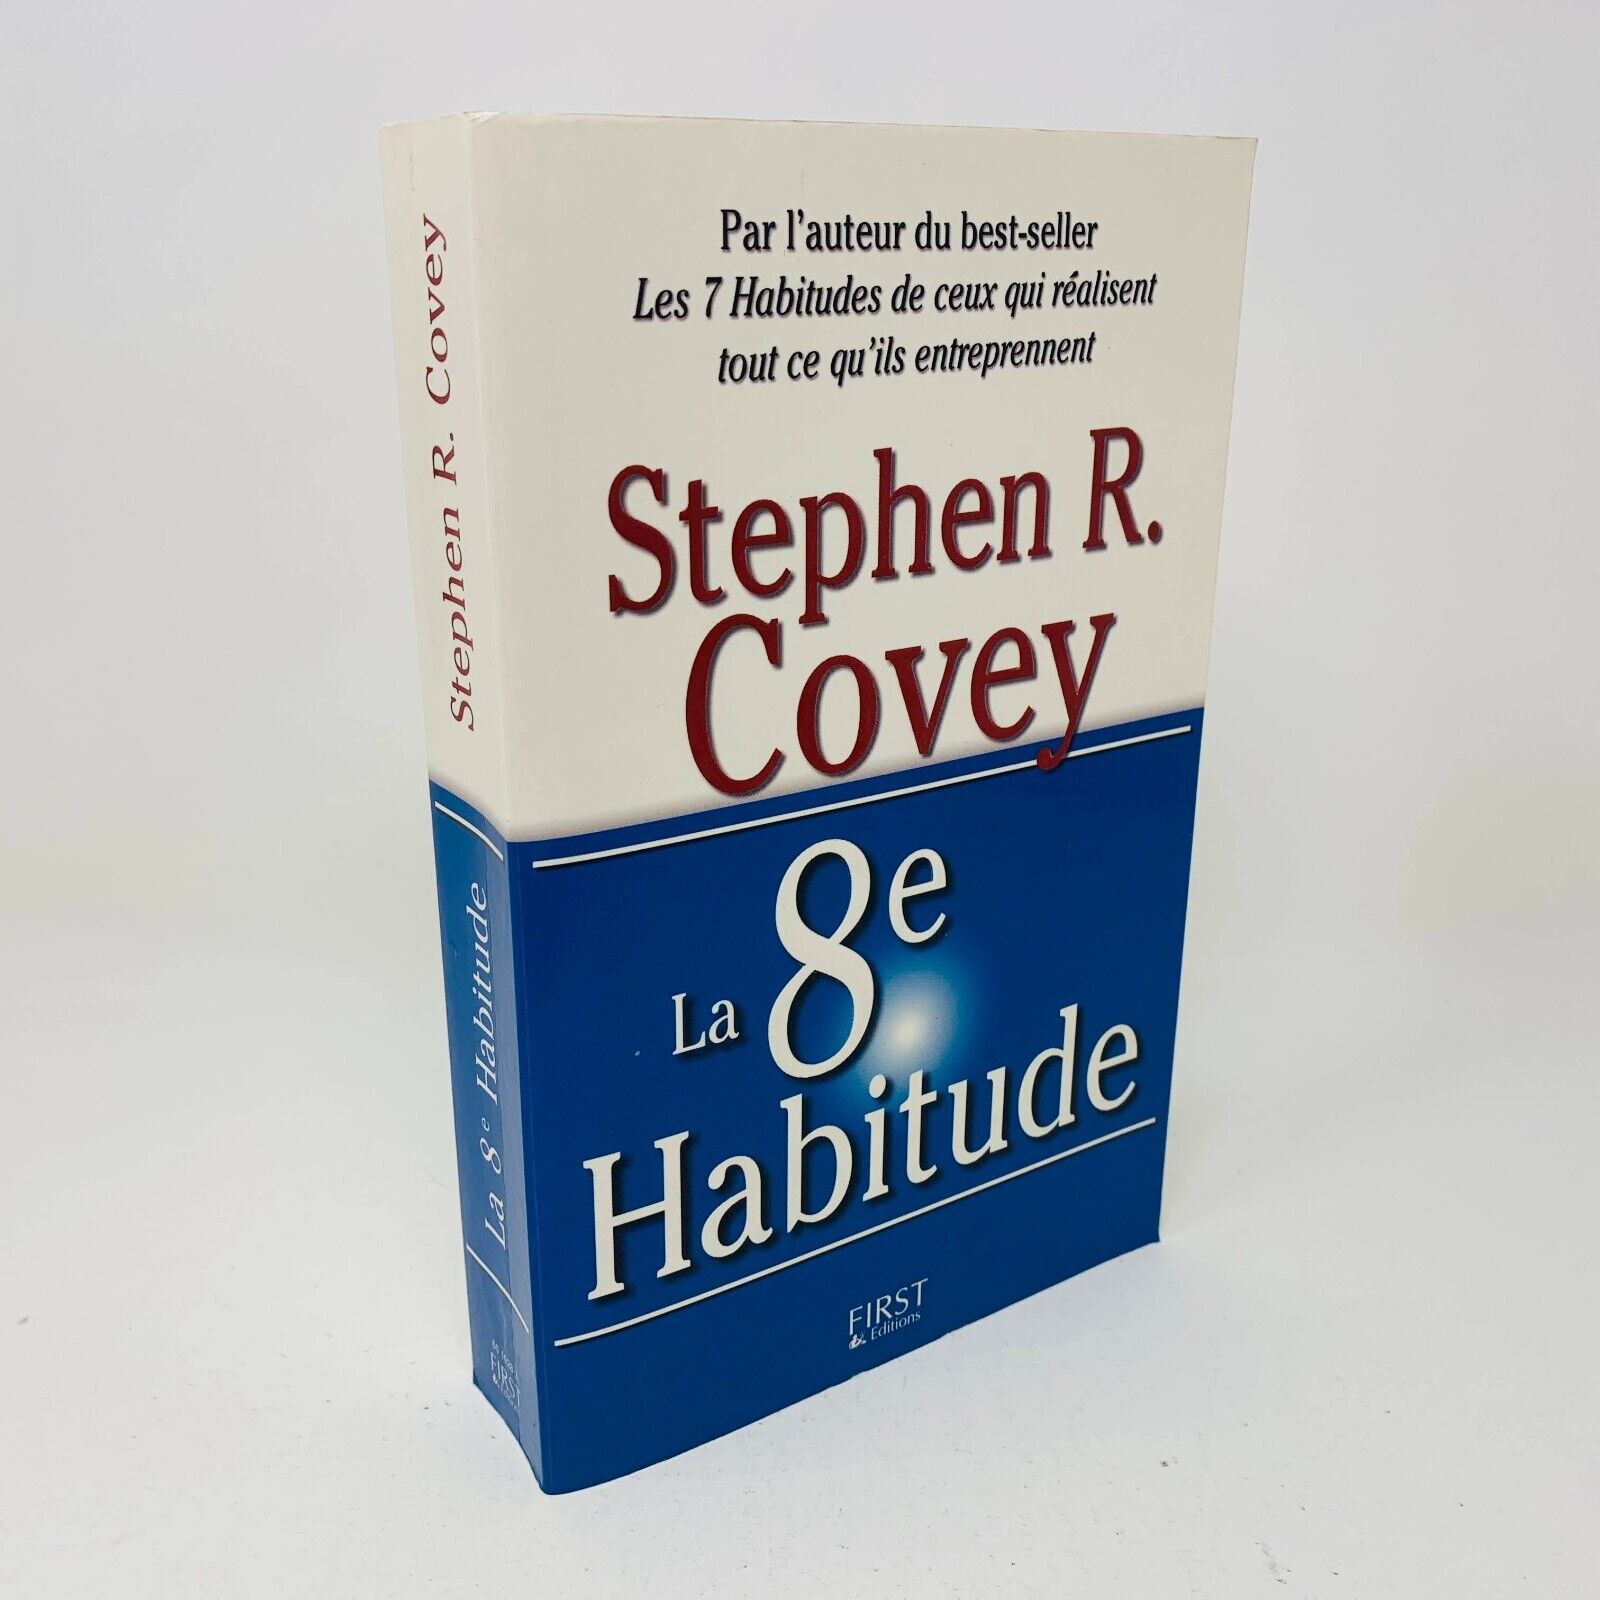 Stephen R. Covey
La 8e Habitude
FIRST
Par l'auteur du best-seller
Les 7 Habitudes de ceux qui réalisent
tout ce qu'ils entreprennent
Stephen R.
Covey
La 8e
Habitude
FIRST
Editions